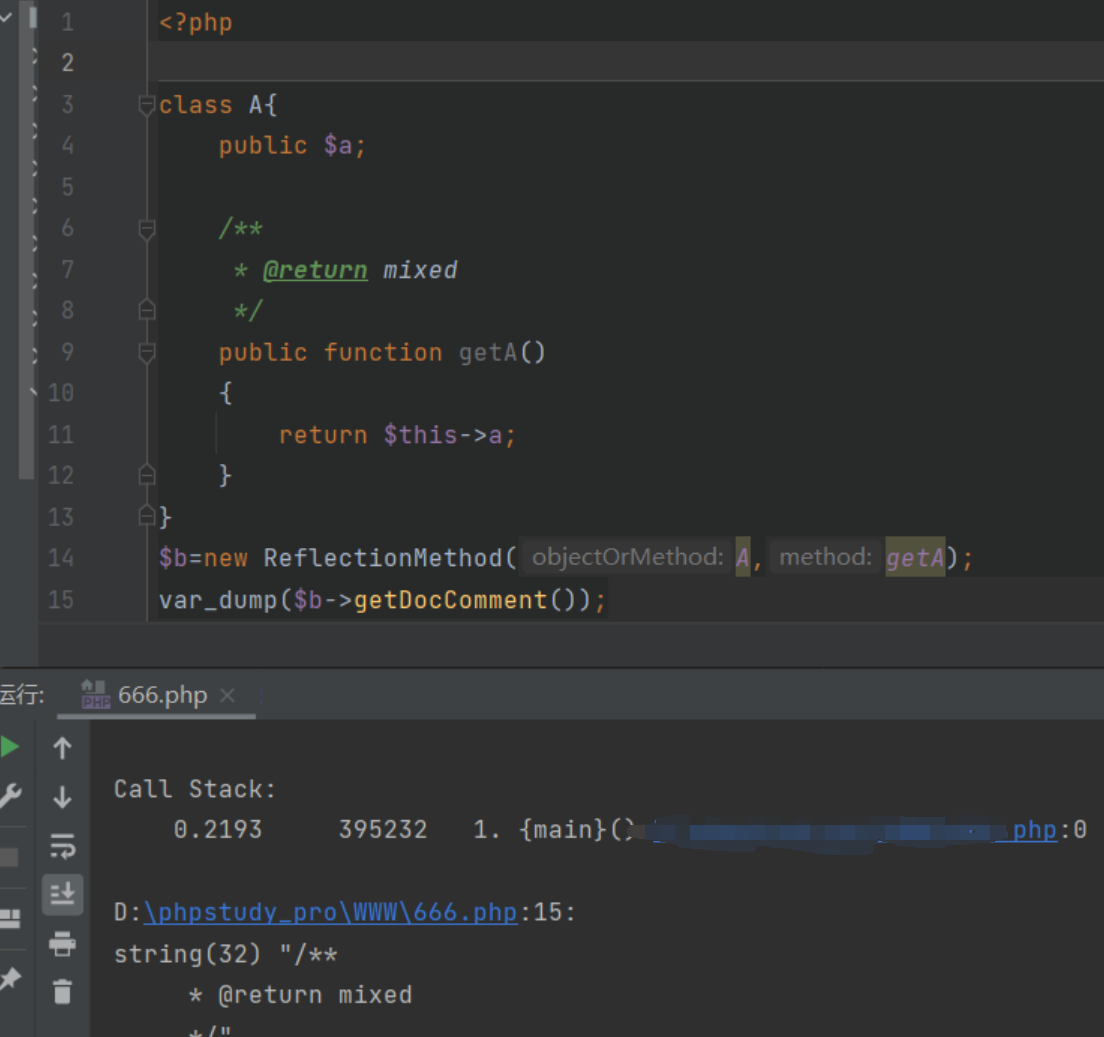 1 <?php
2
3 class A{
4 public $a;
5
6 /**
7 * @return mixed
8 */
9 public function getA()
10 {
11 return $this->a;
12 }
13 }
14 $b=new ReflectionMethod( objectOrMethod: A, method: getA);
15 var_dump($b->getDocComment());
运行: 666.php ×
Call Stack:
0.2193 395232 1. {main}() php:0
D:\phpstudy_pro\WWW\666.php:15:
string(32) "/**
* @return mixed
*/"